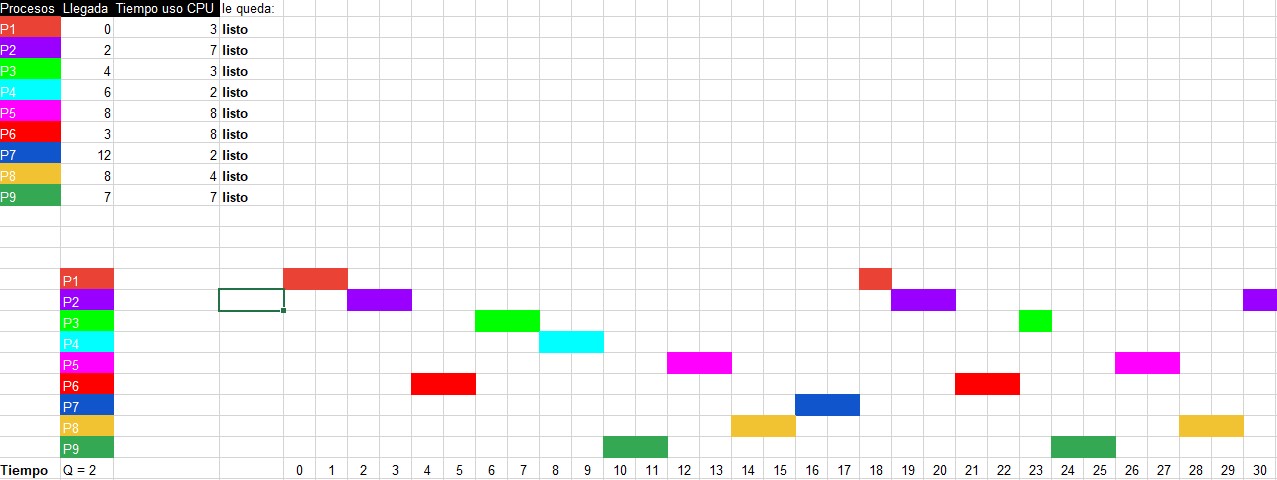 Procesos Llegada Tiempo uso CPU le queda:
P1 0 3 listo
P2 2 7 listo
P3 4 3 listo
P4 6 2 listo
P5 8 8 listo
P6 3 8 listo
P7 12 2 listo
P8 8 4 listo
P9 7 7 listo
P1
P2
P3
P4
P5
P6
P7
P8
P9
Tiempo Q = 2 0 1 2 3 4 5 6 7 8 9 10 11 12 13 14 15 16 17 18 19 20 21 22 23 24 25 26 27 28 29 30